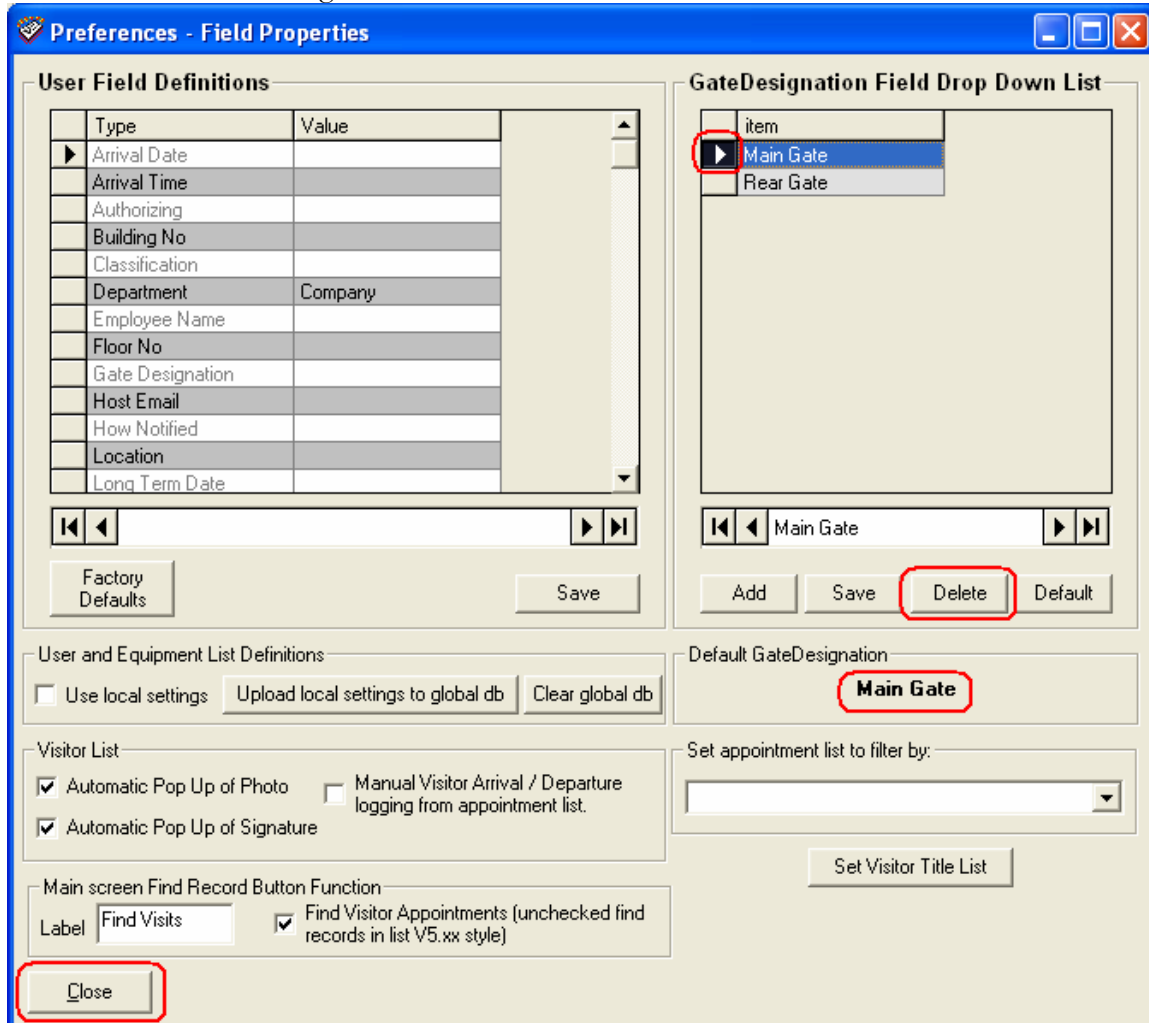 Preferences - Field Properties
User Field Definitions
Type Value
Arrival Date
Arrival Time
Authorizing
Building No
Classification
Department Company
Employee Name
Floor No
Gate Designation
Host Email
How Notified
Location
Long Term Date
Factory
Defaults
Save
GateDesignation Field Drop Down List
item
Main Gate
Rear Gate
Main Gate
Add Save Delete Default
User and Equipment List Definitions
Use local settings Upload local settings to global db Clear global db
Default GateDesignation
Main Gate
Visitor List
Automatic Pop Up of Photo
Manual Visitor Arrival / Departure
logging from appointment list.
Automatic Pop Up of Signature
Set appointment list to filter by:
Set Visitor Title List
Main screen Find Record Button Function
Label Find Visits
Find Visitor Appointments (unchecked find
records in list V5.xx style)
Close